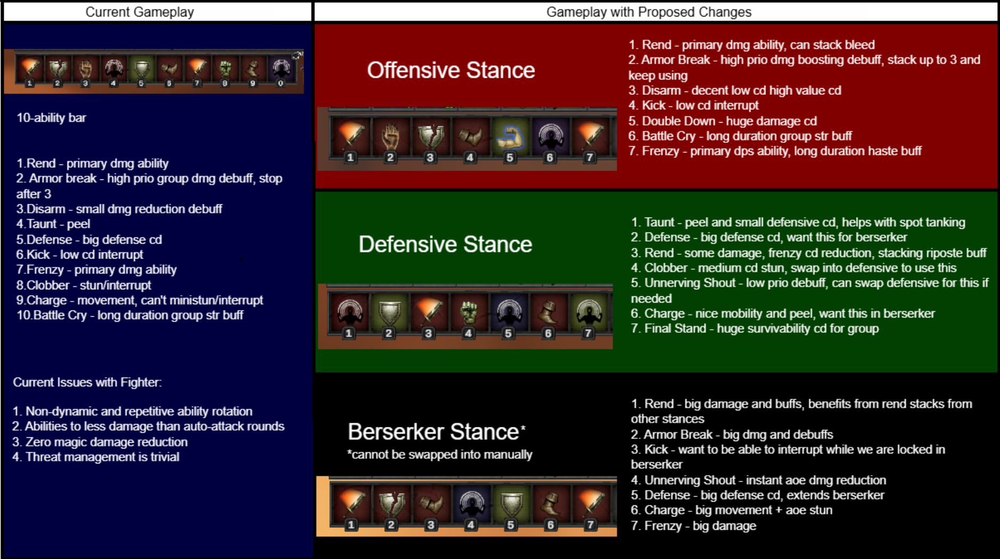 Current Gameplay
Gameplay with Proposed Changes
1 2 3 4 5 6 7 8 9 0
10-ability bar
1.Rend - primary dmg ability
2. Armor break - high prio group dmg debuff, stop
after 3
3.Disarm - small dmg reduction debuff
4.Taunt - peel
5.Defense - big defense cd
6.Kick - low cd interrupt
7.Frenzy - primary dmg ability
8.Clobber - stun/interrupt
9.Charge - movement, can't ministun/interrupt
10.Battle Cry - long duration group str buff
Current Issues with Fighter:
1. Non-dynamic and repetitive ability rotation
2. Abilities to less damage than auto-attack rounds
3. Zero magic damage reduction
4. Threat management is trivial
Offensive Stance
1 2 3 4 5 6 7
1. Rend - primary dmg ability, can stack bleed
2. Armor Break - high prio dmg boosting debuff, stack up to 3 and
keep using
3. Disarm - decent low cd high value cd
4. Kick - low cd interrupt
5. Double Down - huge damage cd
6. Battle Cry - long duration group str buff
7. Frenzy - primary dps ability, long duration haste buff
Defensive Stance
1 2 3 4 5 6 7
1. Taunt - peel and small defensive cd, helps with spot tanking
2. Defense - big defense cd, want this for berserker
3. Rend - some damage, frenzy cd reduction, stacking riposte buff
4. Clobber - medium cd stun, swap into defensive to use this
5. Unnerving Shout - low prio debuff, can swap defensive for this if
needed
6. Charge - nice mobility and peel, want this in berserker
7. Final Stand - huge survivability cd for group
Berserker Stance*
*cannot be swapped into manually
1 2 3 4 5 6 7
1. Rend - big damage and buffs, benefits from rend stacks from
other stances
2. Armor Break - big dmg and debuffs
3. Kick - want to be able to interrupt while we are locked in
berserker
4. Unnerving Shout - instant aoe dmg reduction
5. Defense - big defense cd, extends berserker
6. Charge - big movement + aoe stun
7. Frenzy - big damage